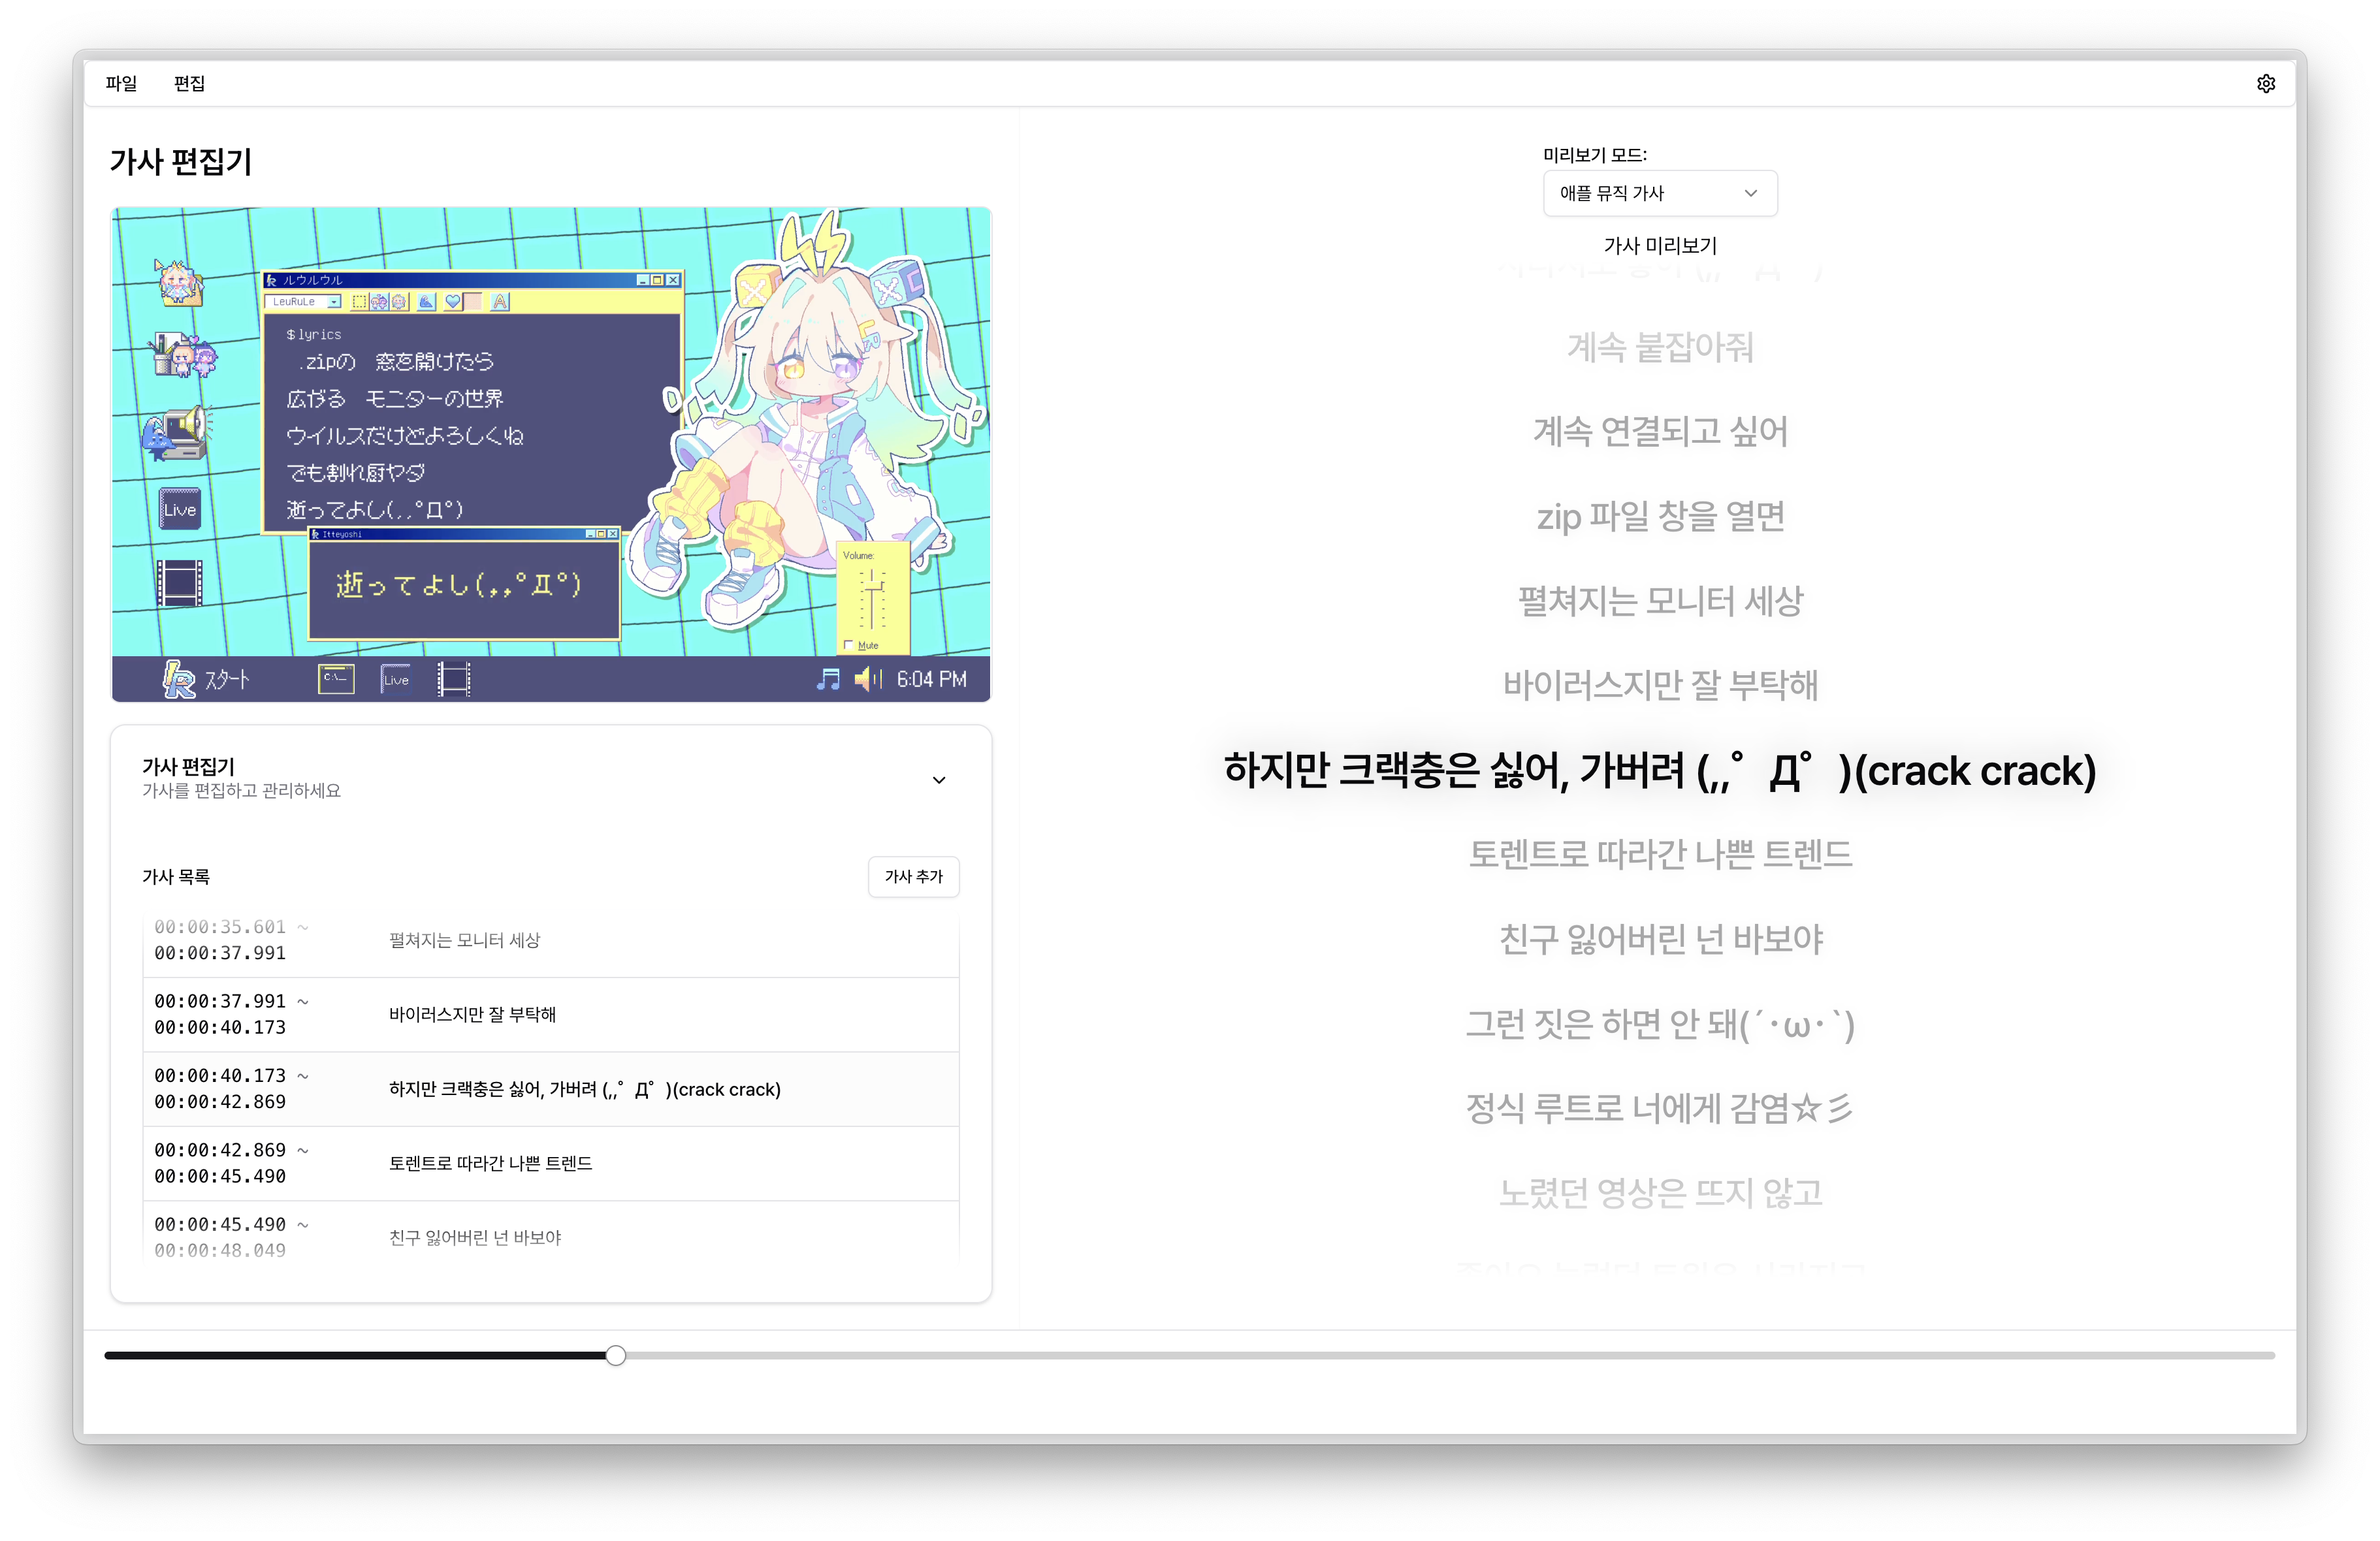 파일
편집
가사 편집기
ルウルウル
LeuRuLe
$lyrics
.zipの 窓を開けたら
広がる モニターの世界
ウイルスだけどよろしくね
でも割れ厨ヤダ
逝ってよし(,,°Д°)
Itteyoshi
逝ってよし(,,°Д°)
Live
Volume:
Mute
スタート
C:\_
Live
6:04 PM
가사 편집기
가사를 편집하고 관리하세요
가사 목록
가사 추가
00:00:35.601 ~
00:00:37.991
펼쳐지는 모니터 세상
00:00:37.991 ~
00:00:40.173
바이러스지만 잘 부탁해
00:00:40.173 ~
00:00:42.869
하지만 크랙충은 싫어, 가버려 (,,゚Д゚)(crack crack)
00:00:42.869 ~
00:00:45.490
토렌트로 따라간 나쁜 트렌드
00:00:45.490 ~
00:00:48.049
친구 잃어버린 넌 바보야
미리보기 모드:
애플 뮤직 가사
가사 미리보기
계속 붙잡아줘
계속 연결되고 싶어
zip 파일 창을 열면
펼쳐지는 모니터 세상
바이러스지만 잘 부탁해
하지만 크랙충은 싫어, 가버려 (,,゚Д゚)(crack crack)
토렌트로 따라간 나쁜 트렌드
친구 잃어버린 넌 바보야
그런 짓은 하면 안 돼(´･ω･`)
정식 루트로 너에게 감염☆彡
노렸던 영상은 뜨지 않고